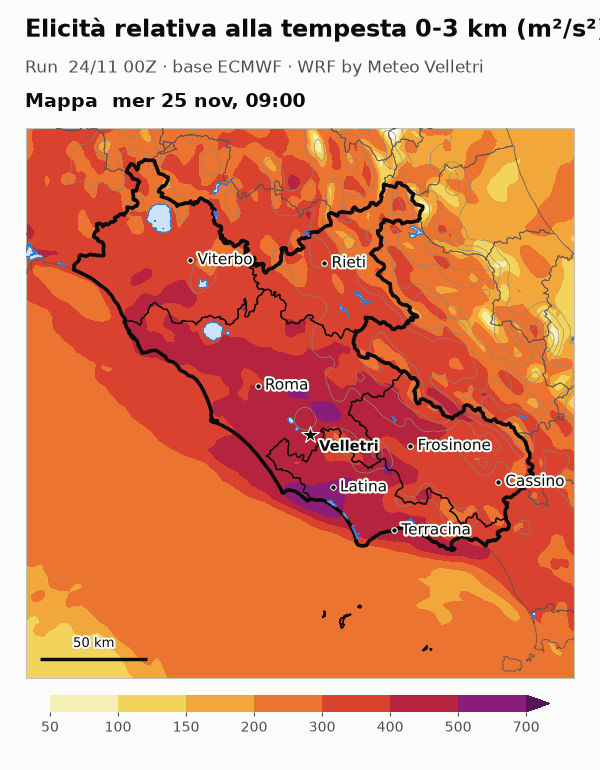 Elicità relativa alla tempesta 0-3 km (m²/s²)
Run  24/11 00Z · base ECMWF · WRF by Meteo Velletri
Mappa  mer 25 nov, 09:00
Viterbo
Rieti
Roma
Velletri
Frosinone
Cassino
Latina
Terracina
50 km
50 100 150 200 300 400 500 700